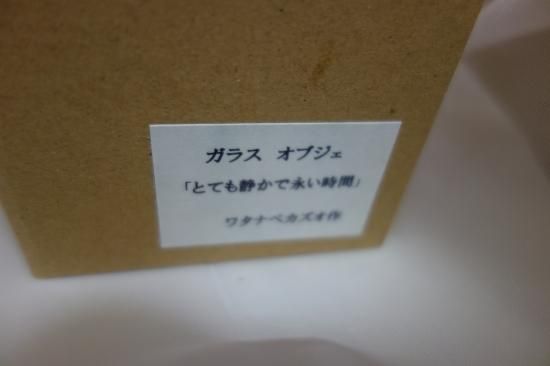 ガラス　オブジェ
「とても静かで永い時間」
ワタナベカズオ作